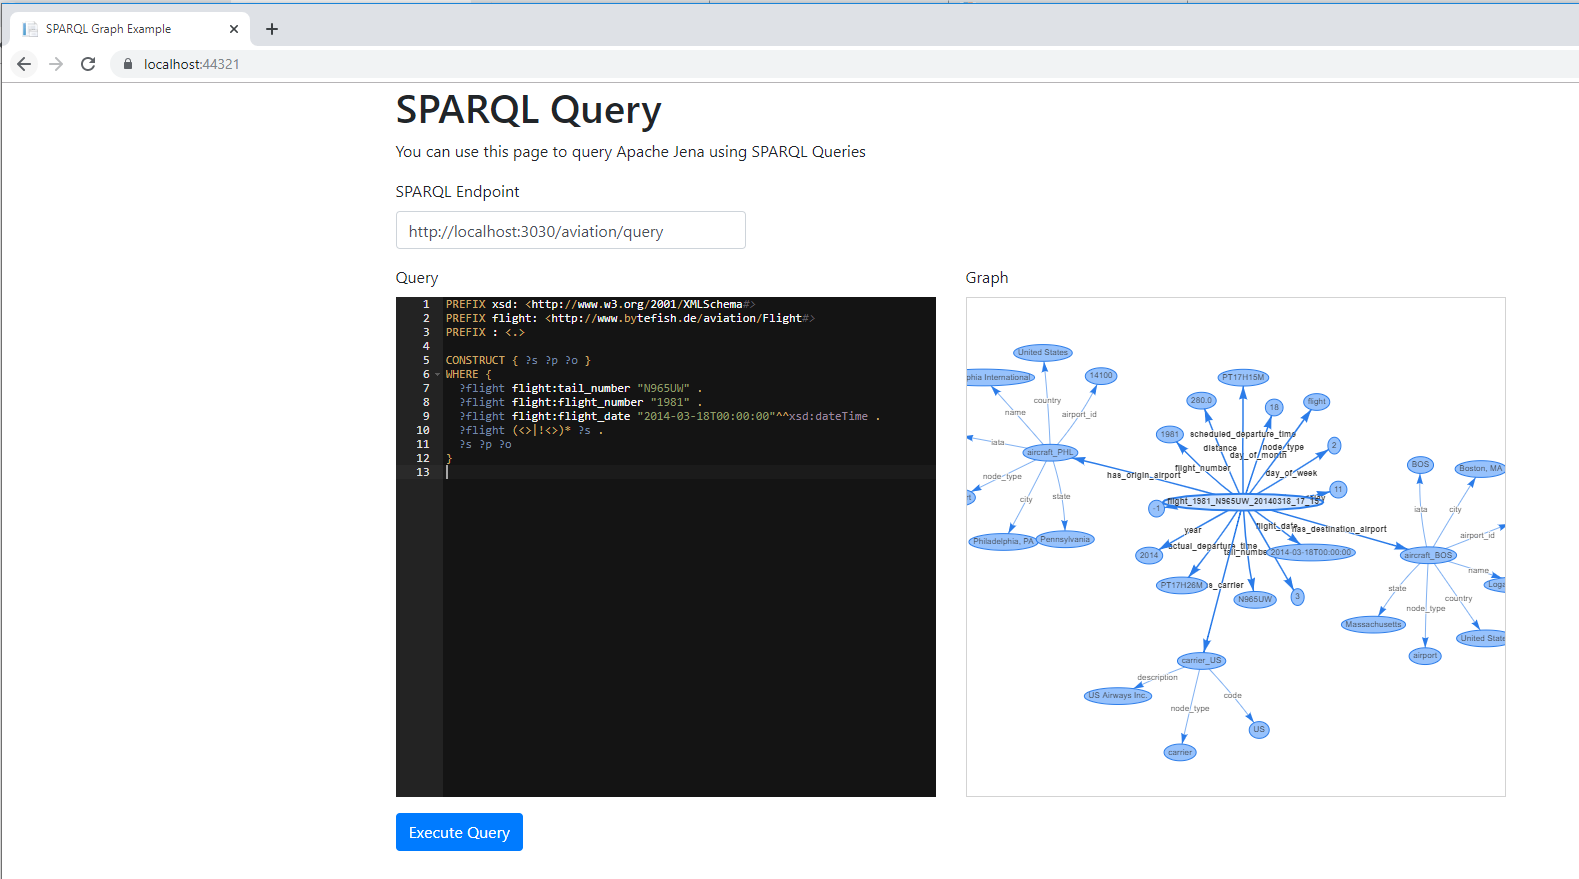 SPARQL Graph Example
localhost:44321
SPARQL Query
You can use this page to query Apache Jena using SPARQL Queries
SPARQL Endpoint
http://localhost:3030/aviation/query
Query
Graph
1 PREFIX xsd: <http://www.w3.org/2001/XMLSchema#>
2 PREFIX flight: <http://www.bytefish.de/aviation/Flight#>
3 PREFIX : <.>
4
5 CONSTRUCT { ?s ?p ?o }
6 WHERE {
7 ?flight flight:tail_number "N965UW" .
8 ?flight flight:flight_number "1981" .
9 ?flight flight:flight_date "2014-03-18T00:00:00"^^xsd:dateTime .
10 ?flight (<>|!<>)* ?s .
11 ?s ?p ?o
12 }
13
United States
phia International
14100
country
name
airport_id
iata
aircraft_PHL
node_type
city
state
Philadelphia, PA
Pennsylvania
has_origin_airport
PT17H15M
280.0
18
flight
1981
scheduled_departure_time
distance
node_type
day_of_month
2
flight_number
day_of_week
11
-1
flight_1981_N965UW_20140318_17_15
year
flight_date
has_destination_airport
2014
actual_departure_time
2014-03-18T00:00:00
PT17H26M
s_carrier
N965UW
3
BOS
Boston, MA
iata
city
airport_id
aircraft_BOS
name
Loga
state
country
node_type
Massachusetts
United State
airport
carrier_US
description
US Airways Inc.
code
node_type
US
carrier
Execute Query